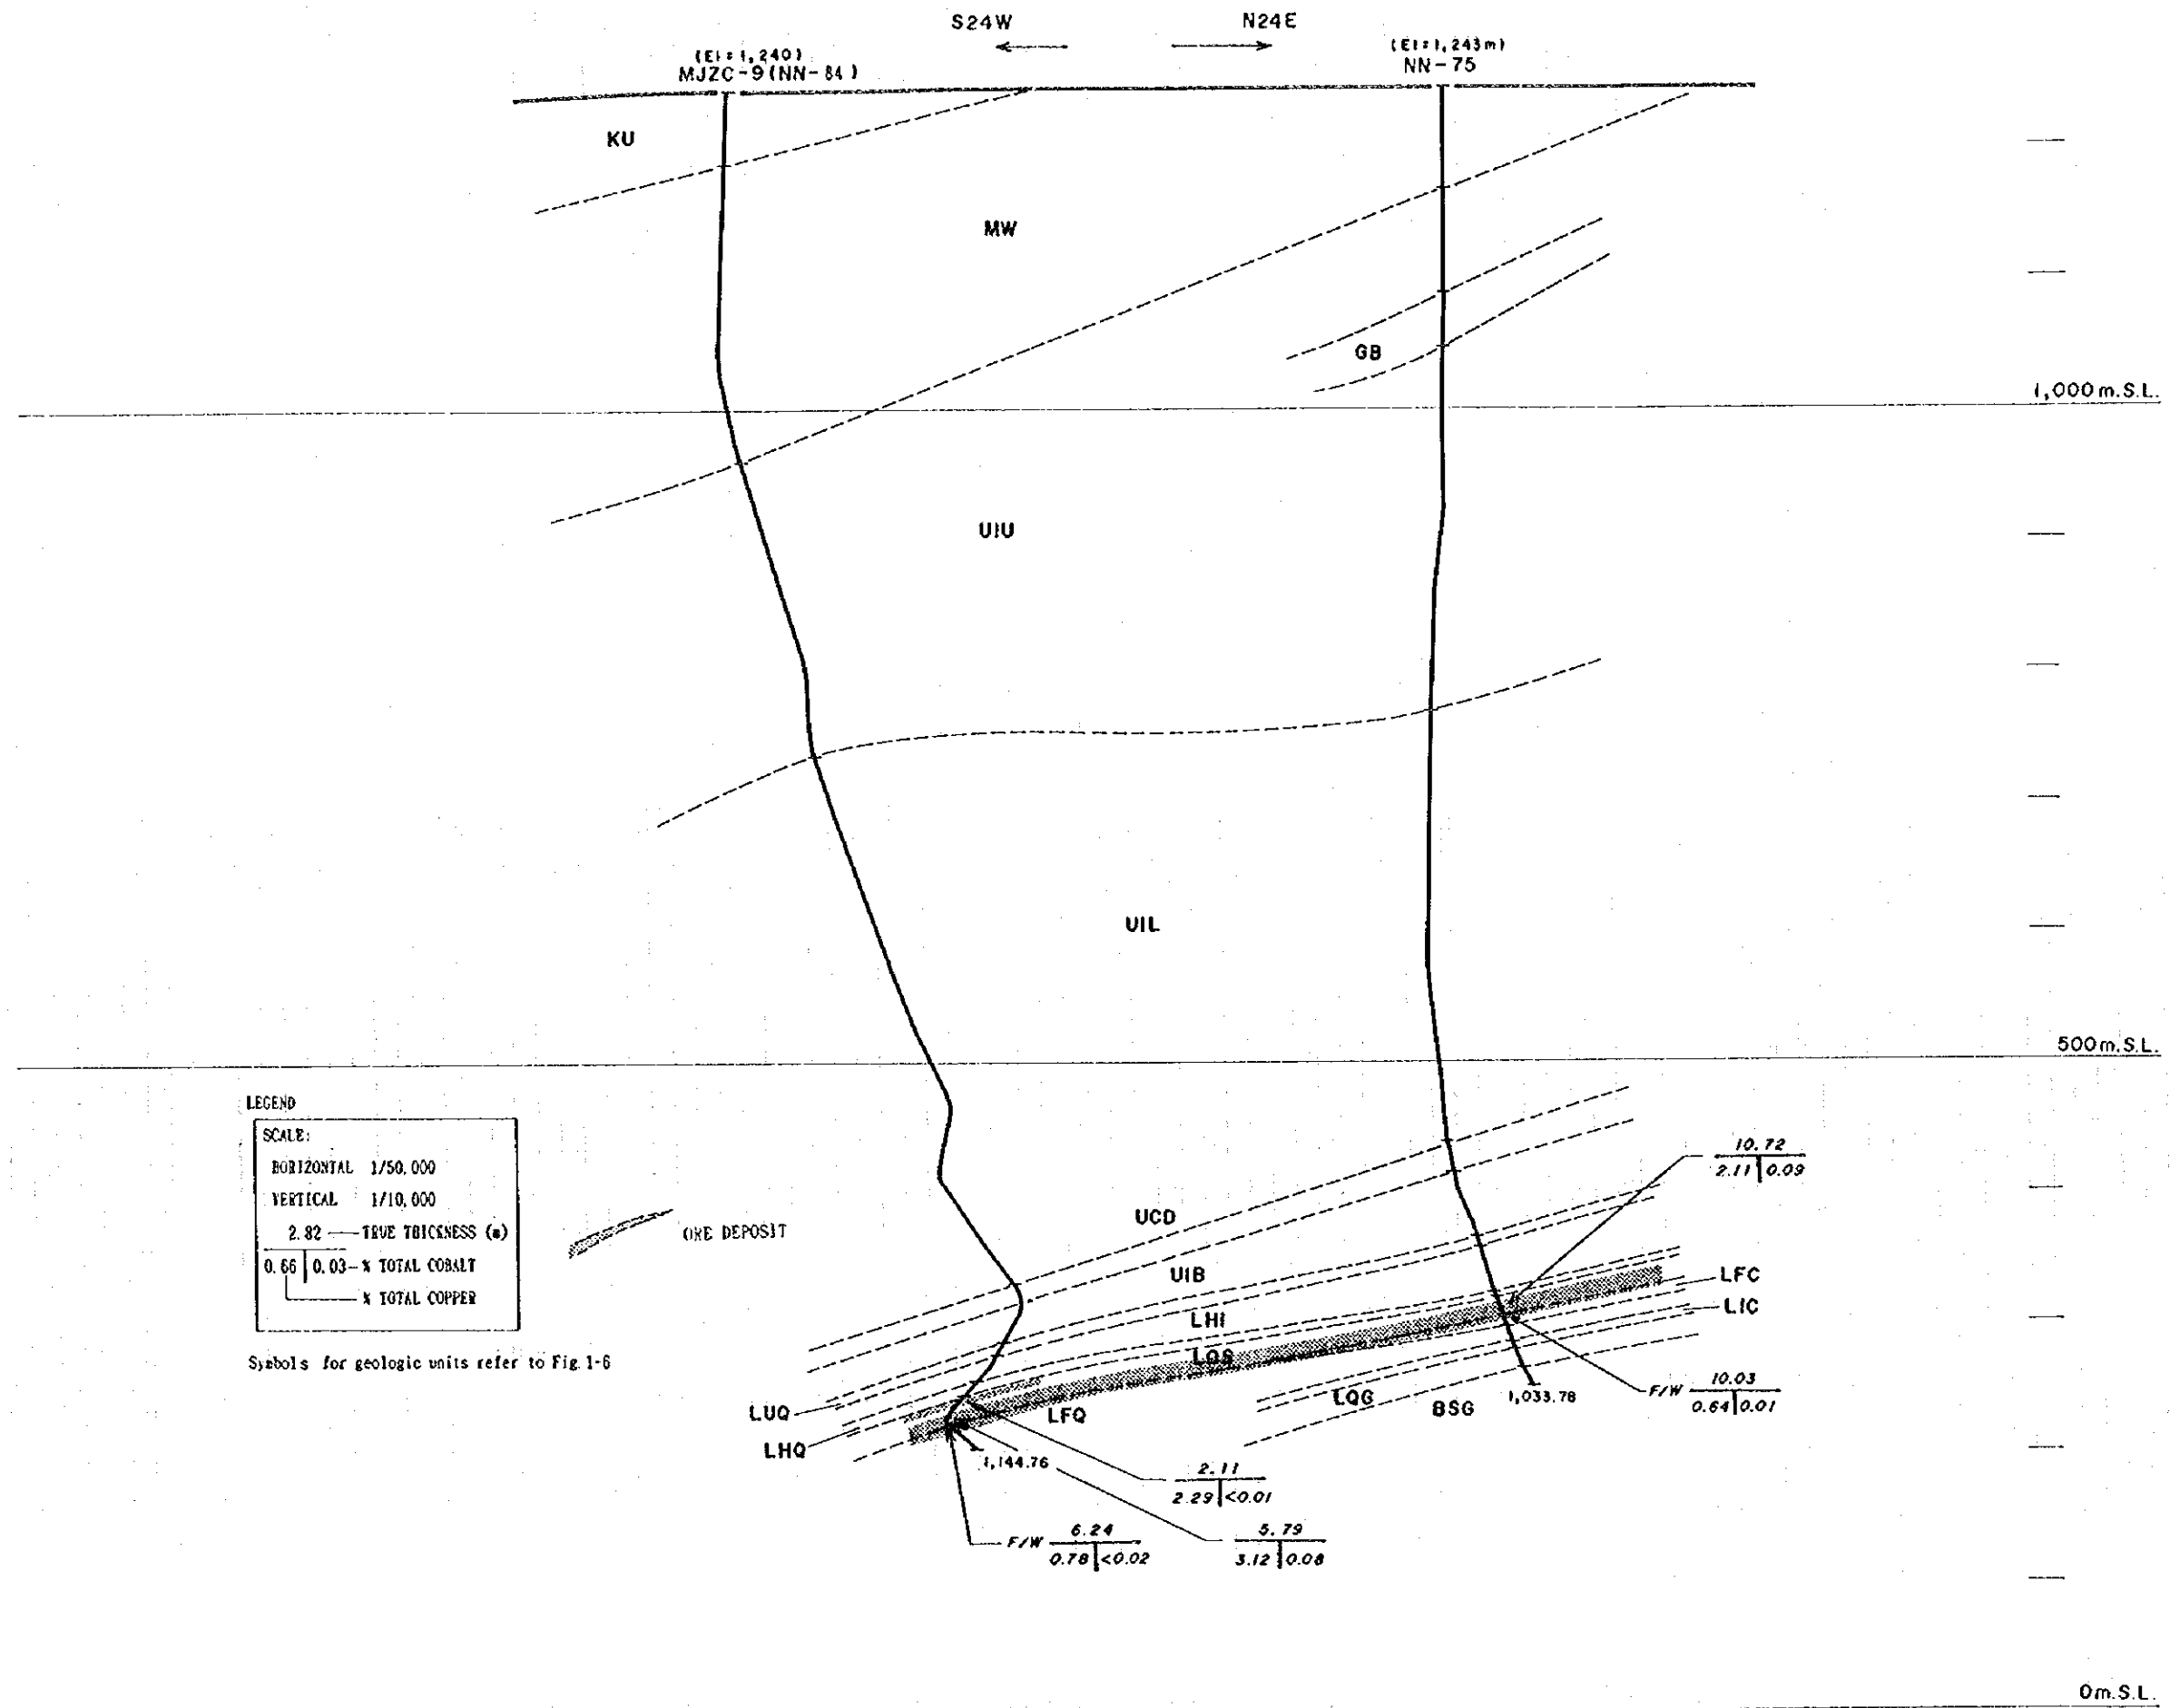 S24W N24E
(El=1,240) (El=1,243m)
MJZC-9(NN-84) NN-75
KU
MW
GB
1,000m.S.L.
UIU
UIL
500m.S.L.
LEGEND
SCALE:
HORIZONTAL 1/50,000
VERTICAL 1/10,000
2.82 TRUE THICKNESS (m)
0.66 0.03 % TOTAL COBALT
% TOTAL COPPER
ORE DEPOSIT
Symbols for geologic units refer to Fig.1-6
10.72
2.11 0.09
UCD
UIB
LFC
LIC
LHI
LQS
F/W 10.03
0.64 0.01
LUQ
LFQ
LQG
BSG
1,033.78
LHQ
1,144.76
2.11
2.29 <0.01
F/W 6.24
0.78 <0.02
5.79
3.12 0.08
0m.S.L.